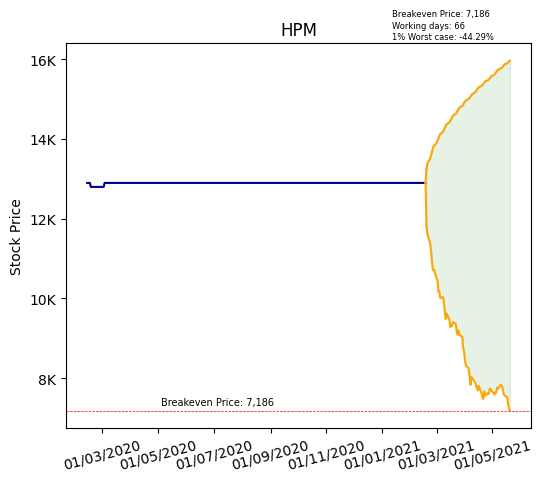 Breakeven Price: 7,186
Working days: 66
1% Worst case: -44.29%
HPM
Stock Price
16K
14K
12K
10K
8K
Breakeven Price: 7,186
01/03/2020
01/05/2020
01/07/2020
01/09/2020
01/11/2020
01/01/2021
01/03/2021
01/05/2021